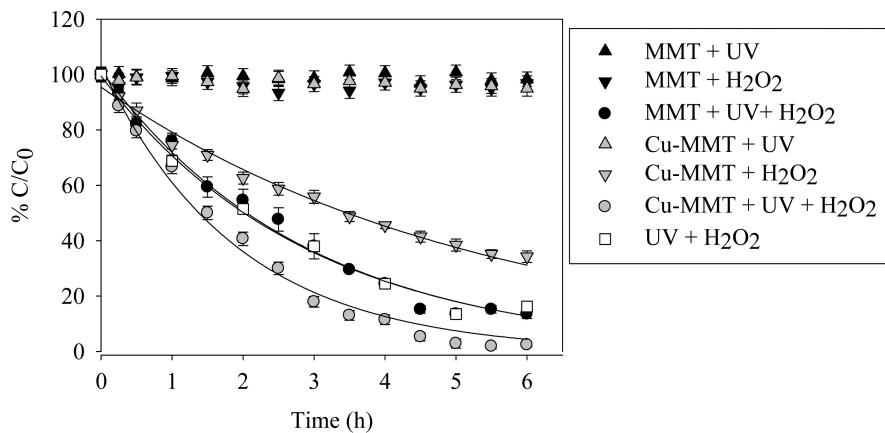 120
100
80
60
40
20
0
% C/C₀
0 1 2 3 4 5 6
Time (h)
MMT + UV
MMT + H₂O₂
MMT + UV+ H₂O₂
Cu-MMT + UV
Cu-MMT + H₂O₂
Cu-MMT + UV + H₂O₂
UV + H₂O₂